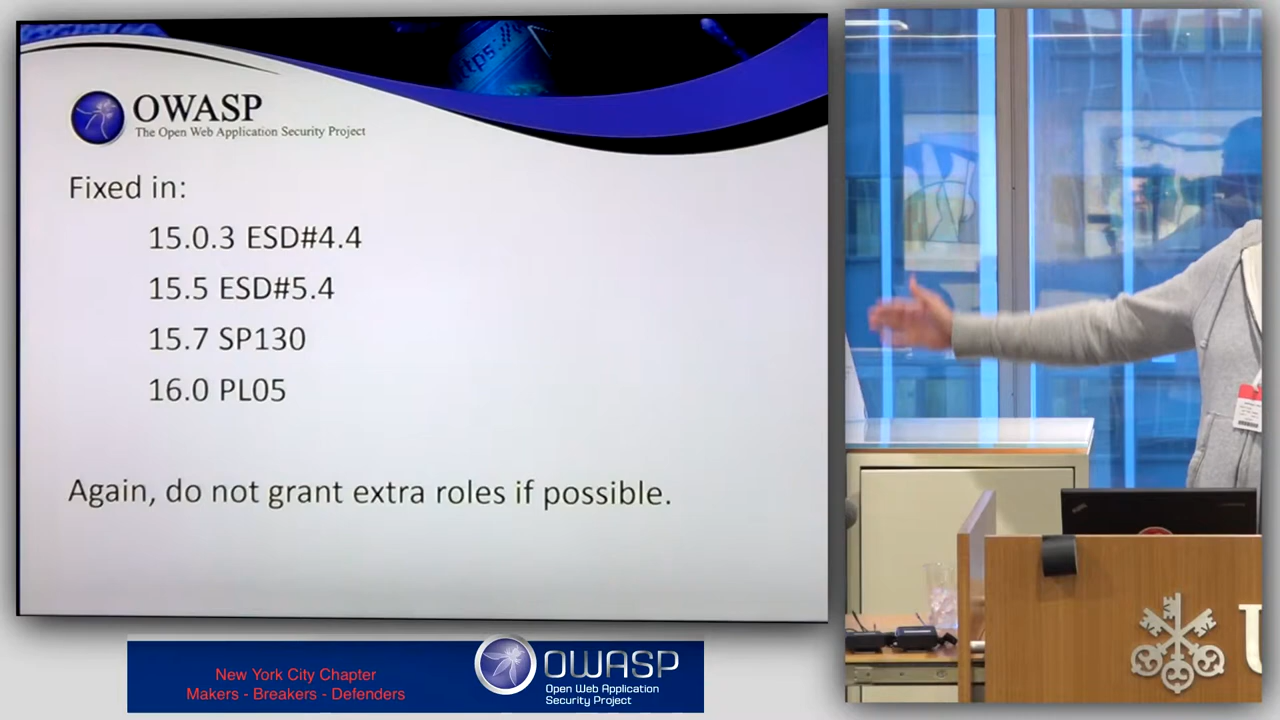 https:
OWASP
The Open Web Application Security Project
Fixed in:
15.0.3 ESD#4.4
15.5 ESD#5.4
15.7 SP130
16.0 PL05
Again, do not grant extra roles if possible.
New York City Chapter
Makers - Breakers - Defenders
OWASP
Open Web Application
Security Project
U